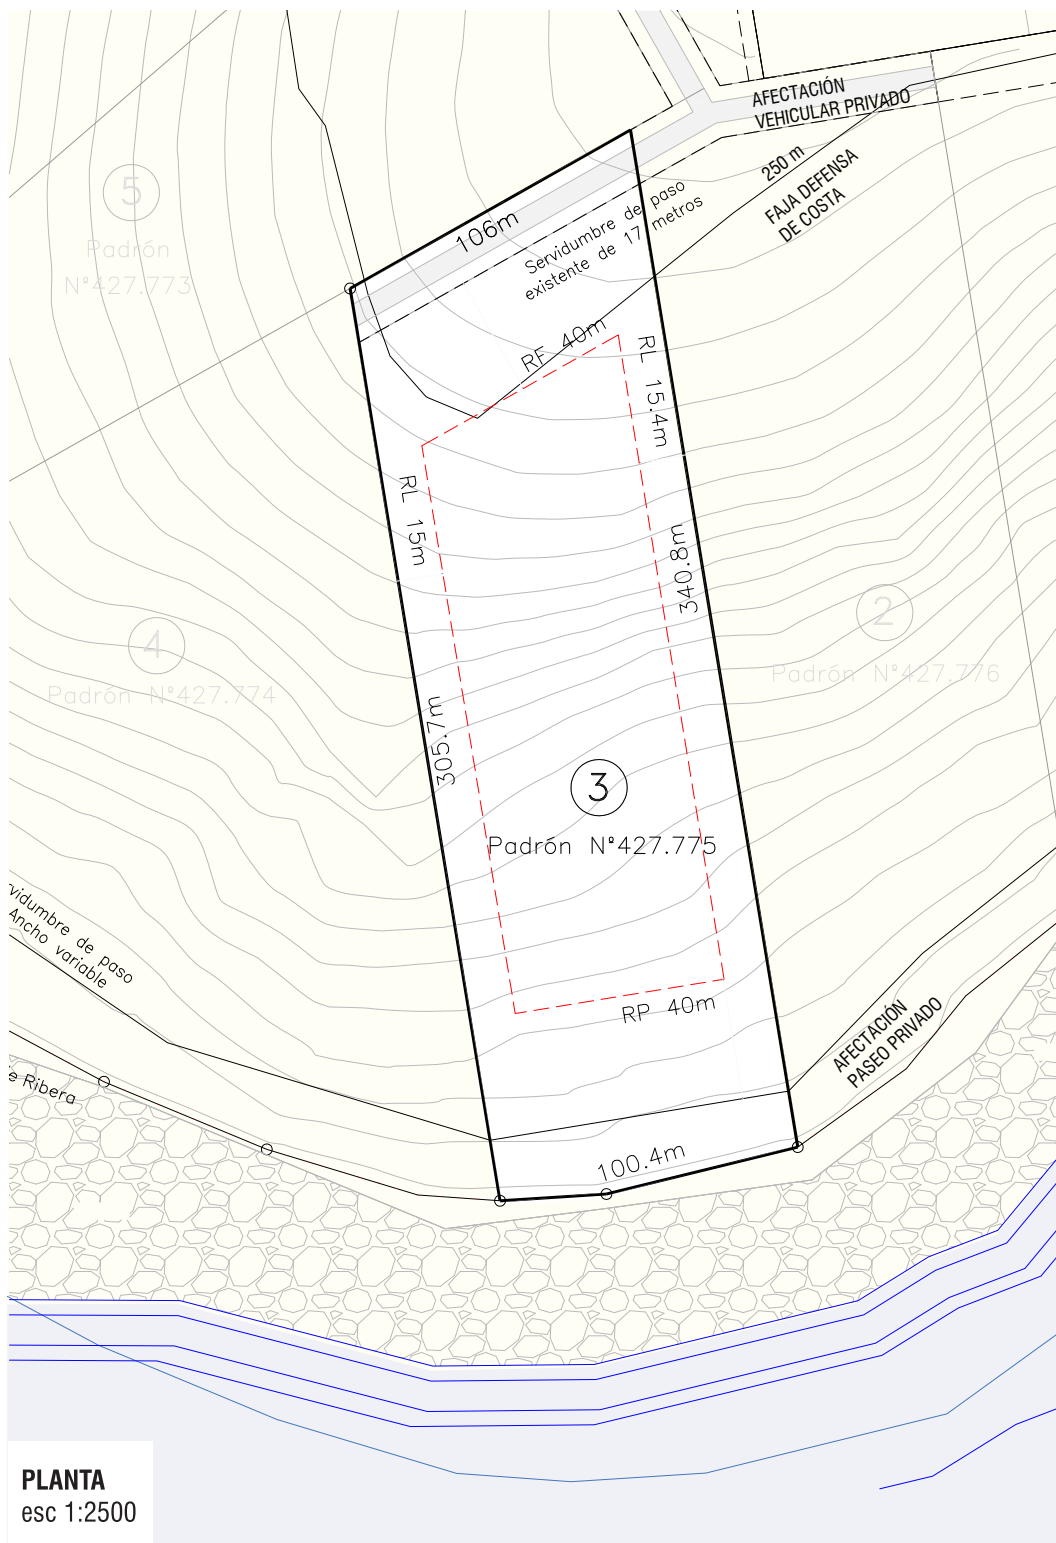 AFECTACIÓN
VEHICULAR PRIVADO
250 m
FAJA DEFENSA
DE COSTA
5
Padrón
N°427.773
106m
Servidumbre de paso
existente de 17 metros
RF 40m
RL 15.4m
RL 15m
340.8m
2
Padrón N°427.776
4
Padrón N°427.774
305.7m
3
Padrón N°427.775
de paso
Ancho variable
RP 40m
AFECTACIÓN
PASEO PRIVADO
Ribera
100.4m
PLANTA
esc 1:2500